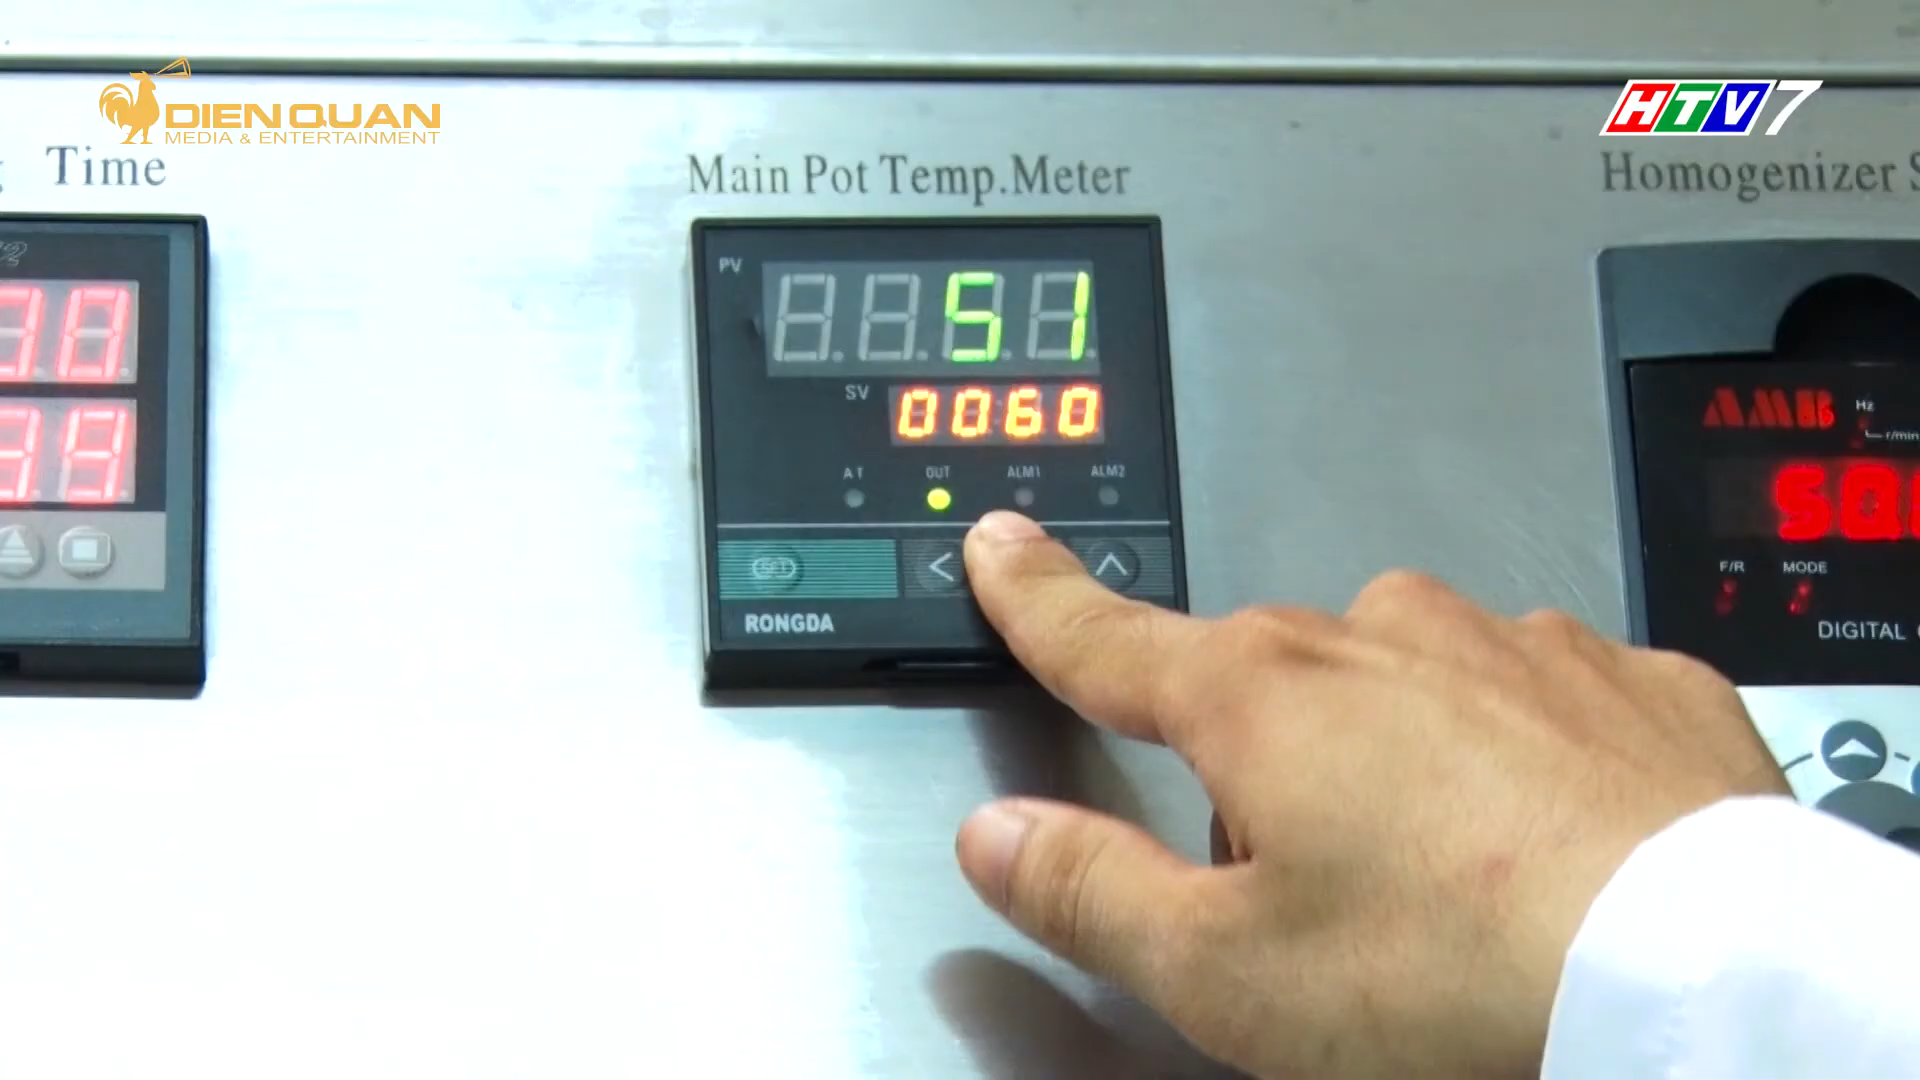 DIEN QUAN
MEDIA & ENTERTAINMENT
HTV7
Time
Main Pot Temp.Meter
Homogenizer
PV
51
SV
0060
AT OUT ALM1 ALM2
SET
RONGDA
Hz
r/min
F/R MODE
DIGITAL